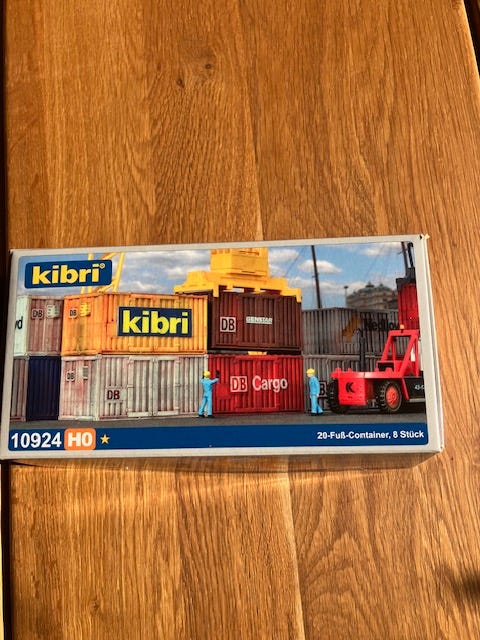 kibri
DB
DB
kibri
DB
GENSTAR
DB
DB
DB Cargo
10924 H0
20-Fuß-Container, 8 Stück